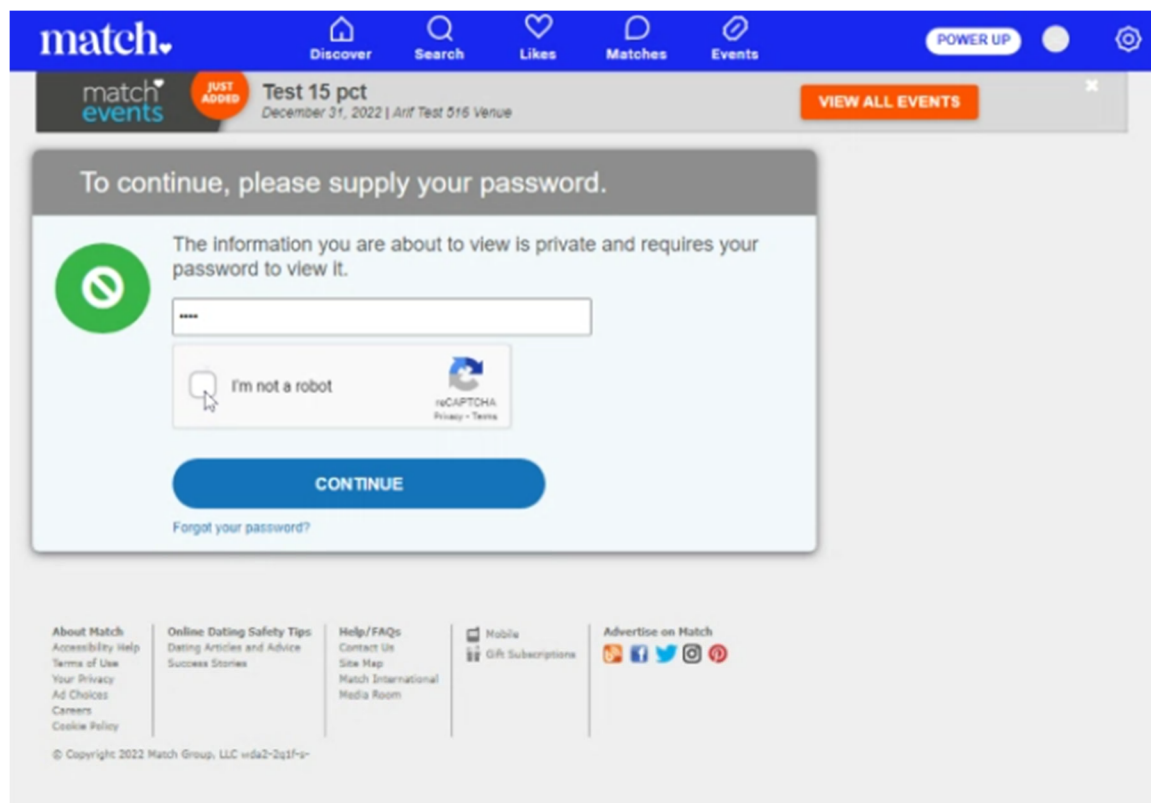 match
Discover
Search
Likes
Matches
Events
POWER UP
match events
JUST ADDED
Test 15 pct
December 31, 2022 | Arif Test 516 Venue
VIEW ALL EVENTS
To continue, please supply your password.
The information you are about to view is private and requires your
password to view it.
I'm not a robot
reCAPTCHA
Privacy - Terms
CONTINUE
Forgot your password?
About Match
Accessibility Help
Terms of Use
Your Privacy
Ad Choices
Careers
Cookie Policy
Online Dating Safety Tips
Dating Articles and Advice
Success Stories
Help/FAQs
Contact Us
Site Map
Match International
Media Room
Mobile
Gift Subscriptions
Advertise on Match
© Copyright 2022 Match Group, LLC